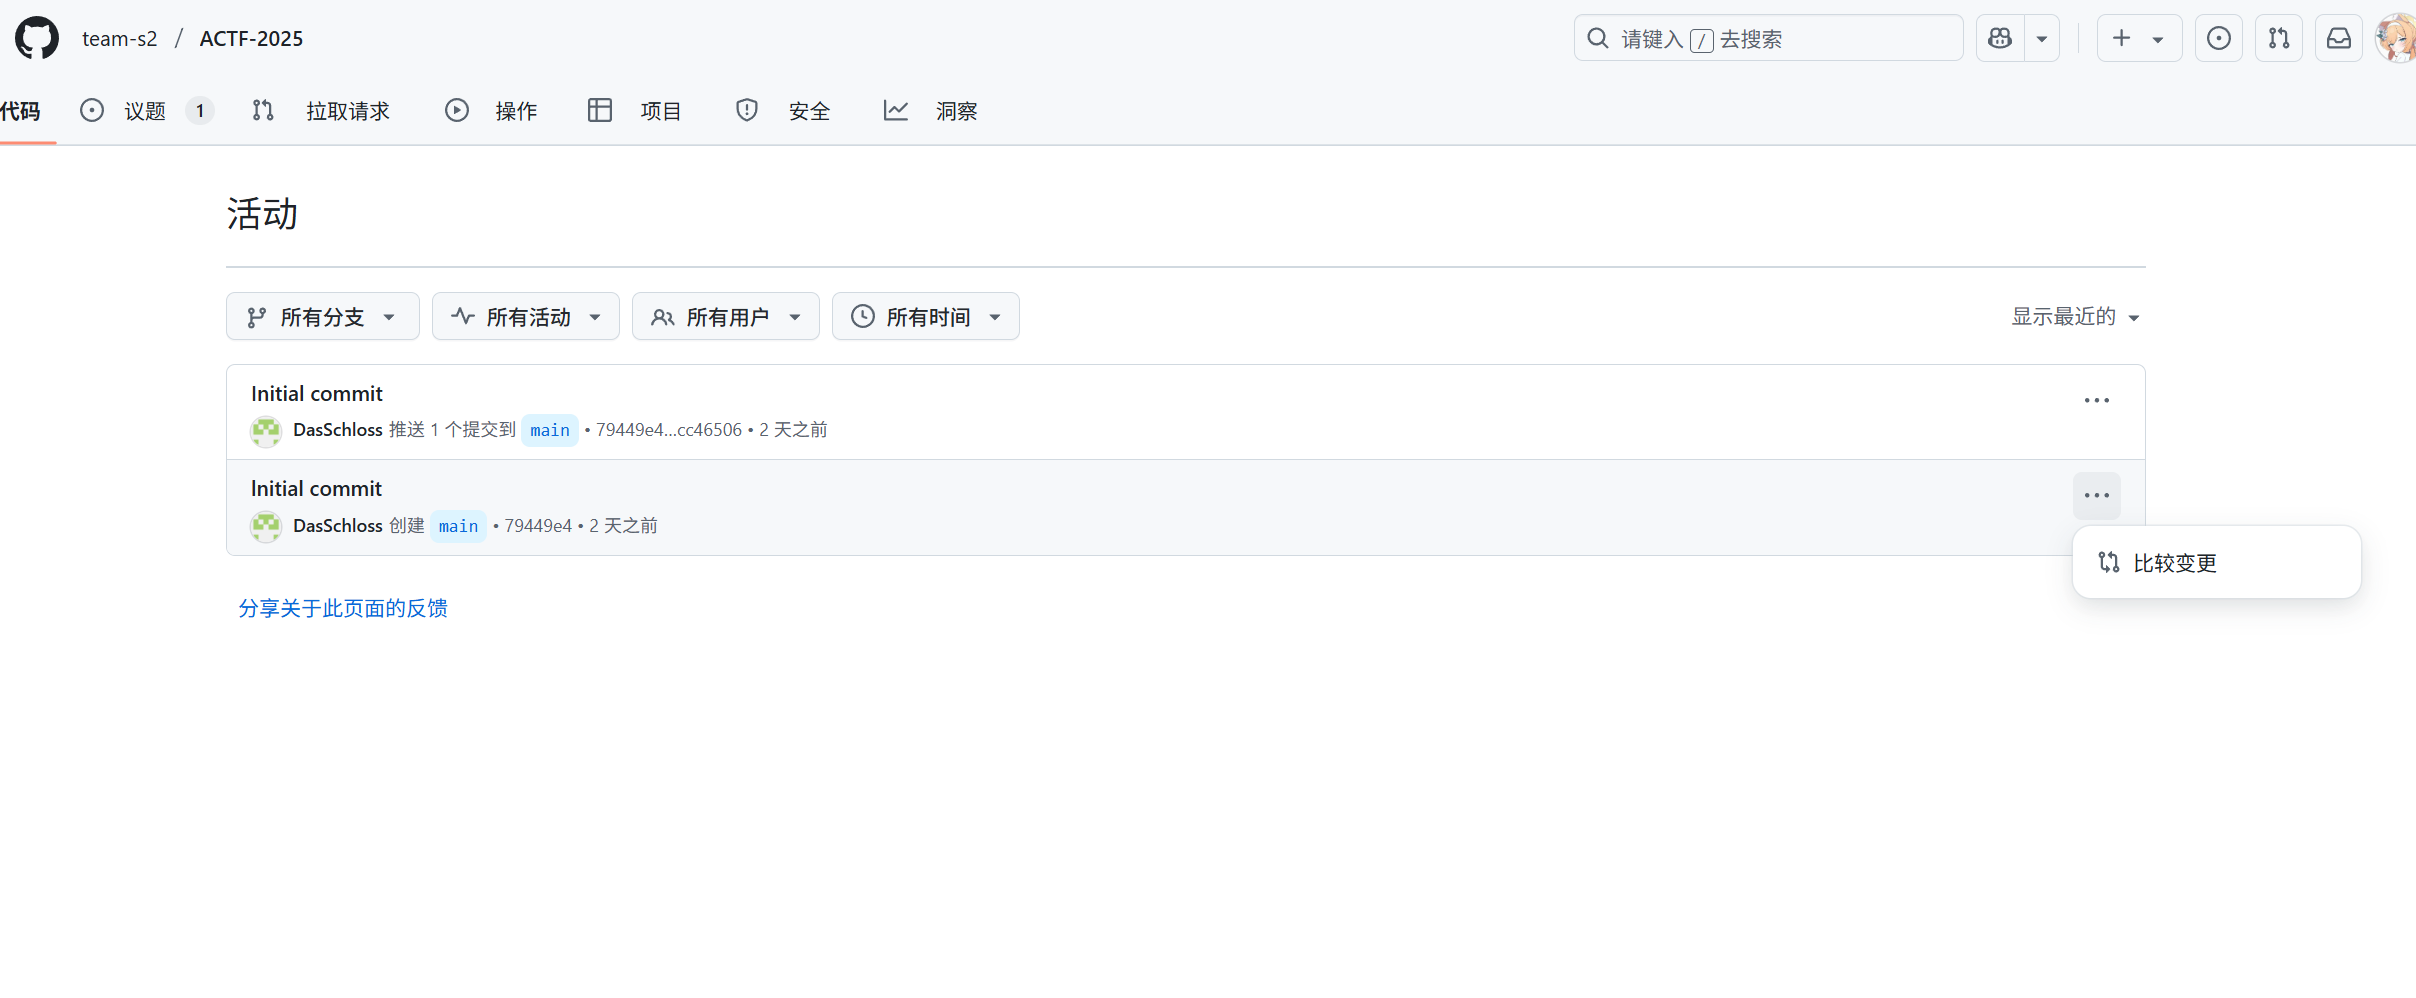 team-s2 / ACTF-2025
请键入 / 去搜索
代码 议题 1 拉取请求 操作 项目 安全 洞察
活动
所有分支 所有活动 所有用户 所有时间 显示最近的
Initial commit
DasSchloss 推送 1 个提交到 main • 79449e4...cc46506 • 2 天之前
Initial commit
DasSchloss 创建 main • 79449e4 • 2 天之前
比较变更
分享关于此页面的反馈